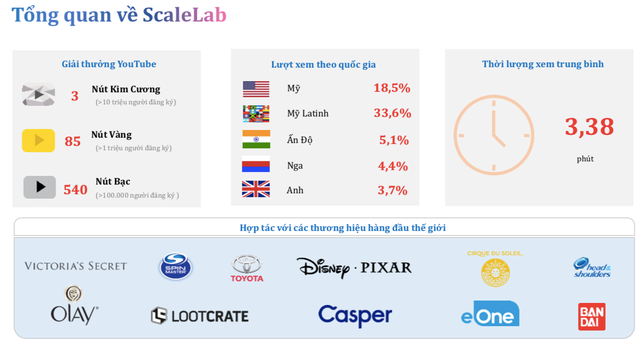 Tổng quan về ScaleLab
Giải thưởng YouTube
3 Nút Kim Cương
(>10 triệu người đăng ký)
85 Nút Vàng
(>1 triệu người đăng ký)
540 Nút Bạc
(>100.000 người đăng ký )
Lượt xem theo quốc gia
Mỹ 18,5%
Mỹ Latinh 33,6%
Ấn Độ 5,1%
Nga 4,4%
Anh 3,7%
Thời lượng xem trung bình
3,38
phút
Hợp tác với các thương hiệu hàng đầu thế giới
VICTORIA'S SECRET
SPIN MASTER
TOYOTA
DISNEY · PIXAR
CIRQUE DU SOLEIL
head& shoulders
OLAY
LOOTCRATE
Casper
eOne
BAN
DAI